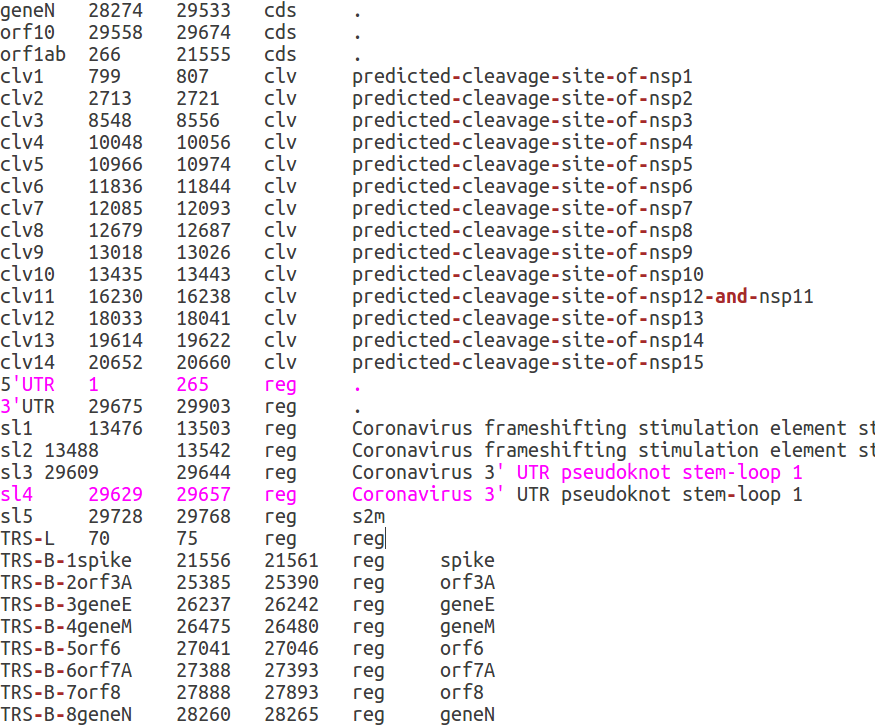 geneN 28274 29533 cds .
orf10 29558 29674 cds .
orf1ab 266 21555 cds .
clv1 799 807 clv predicted-cleavage-site-of-nsp1
clv2 2713 2721 clv predicted-cleavage-site-of-nsp2
clv3 8548 8556 clv predicted-cleavage-site-of-nsp3
clv4 10048 10056 clv predicted-cleavage-site-of-nsp4
clv5 10966 10974 clv predicted-cleavage-site-of-nsp5
clv6 11836 11844 clv predicted-cleavage-site-of-nsp6
clv7 12085 12093 clv predicted-cleavage-site-of-nsp7
clv8 12679 12687 clv predicted-cleavage-site-of-nsp8
clv9 13018 13026 clv predicted-cleavage-site-of-nsp9
clv10 13435 13443 clv predicted-cleavage-site-of-nsp10
clv11 16230 16238 clv predicted-cleavage-site-of-nsp12-and-nsp11
clv12 18033 18041 clv predicted-cleavage-site-of-nsp13
clv13 19614 19622 clv predicted-cleavage-site-of-nsp14
clv14 20652 20660 clv predicted-cleavage-site-of-nsp15
5'UTR 1 265 reg .
3'UTR 29675 29903 reg .
sl1 13476 13503 reg Coronavirus frameshifting stimulation element st
sl2 13488 13542 reg Coronavirus frameshifting stimulation element st
sl3 29609 29644 reg Coronavirus 3' UTR pseudoknot stem-loop 1
sl4 29629 29657 reg Coronavirus 3' UTR pseudoknot stem-loop 1
sl5 29728 29768 reg s2m
TRS-L 70 75 reg reg
TRS-B-1spike 21556 21561 reg spike
TRS-B-2orf3A 25385 25390 reg orf3A
TRS-B-3geneE 26237 26242 reg geneE
TRS-B-4geneM 26475 26480 reg geneM
TRS-B-5orf6 27041 27046 reg orf6
TRS-B-6orf7A 27388 27393 reg orf7A
TRS-B-7orf8 27888 27893 reg orf8
TRS-B-8geneN 28260 28265 reg geneN